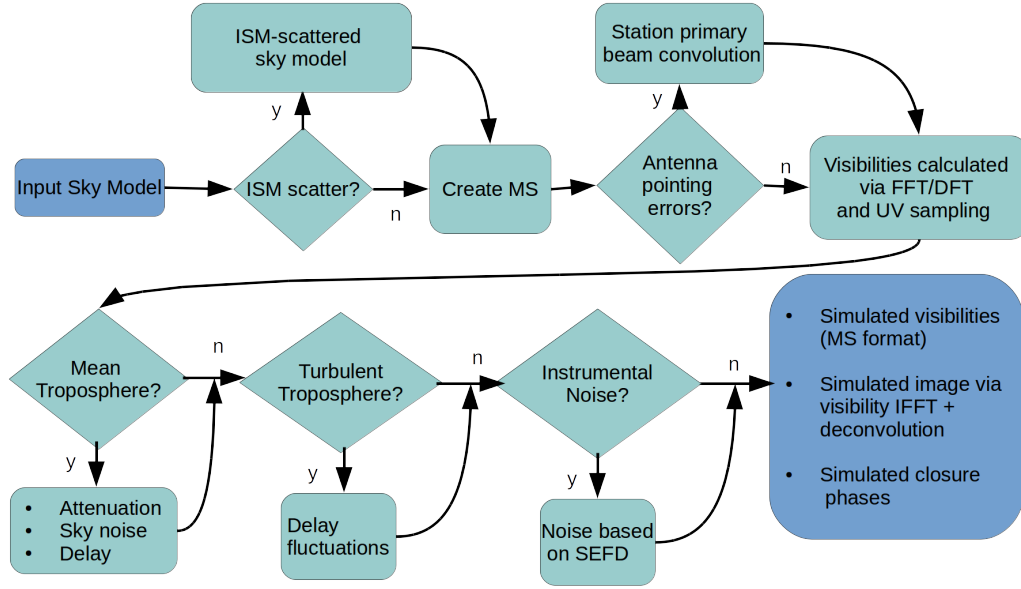 ISM-scattered
sky model
y
Input Sky Model
ISM scatter?
n
Create MS
Station primary
beam convolution
y
Antenna
pointing
errors?
n
Visibilities calculated
via FFT/DFT
and UV sampling
Mean
Troposphere?
n
y
• Attenuation
• Sky noise
• Delay
Turbulent
Troposphere?
n
y
Delay
fluctuations
Instrumental
Noise?
n
y
Noise based
on SEFD
• Simulated visibilities
(MS format)
• Simulated image via
visibility IFFT +
deconvolution
• Simulated closure
phases